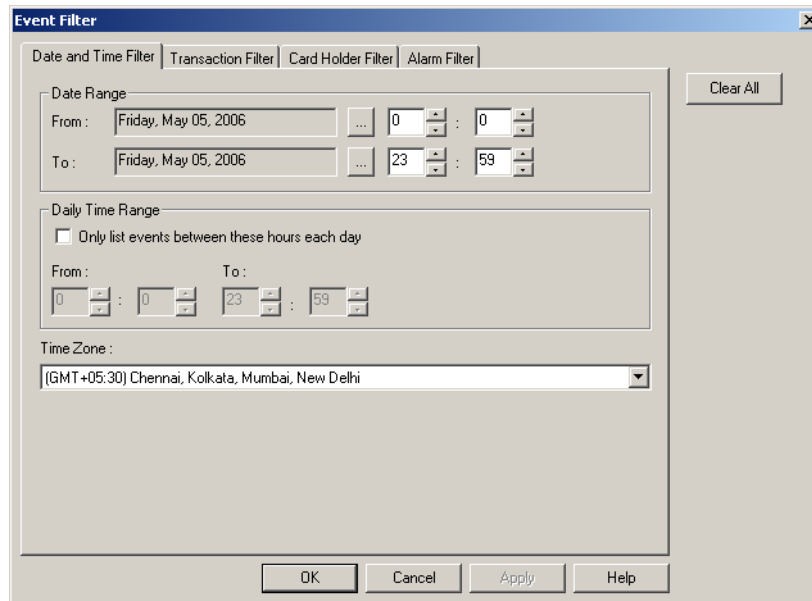 Event Filter
Date and Time Filter Transaction Filter Card Holder Filter Alarm Filter
Clear All
Date Range
From : Friday, May 05, 2006 ... 0 : 0
To : Friday, May 05, 2006 ... 23 : 59
Daily Time Range
Only list events between these hours each day
From : To :
0 : 0 23 : 59
Time Zone :
(GMT+05:30) Chennai, Kolkata, Mumbai, New Delhi
OK Cancel Apply Help